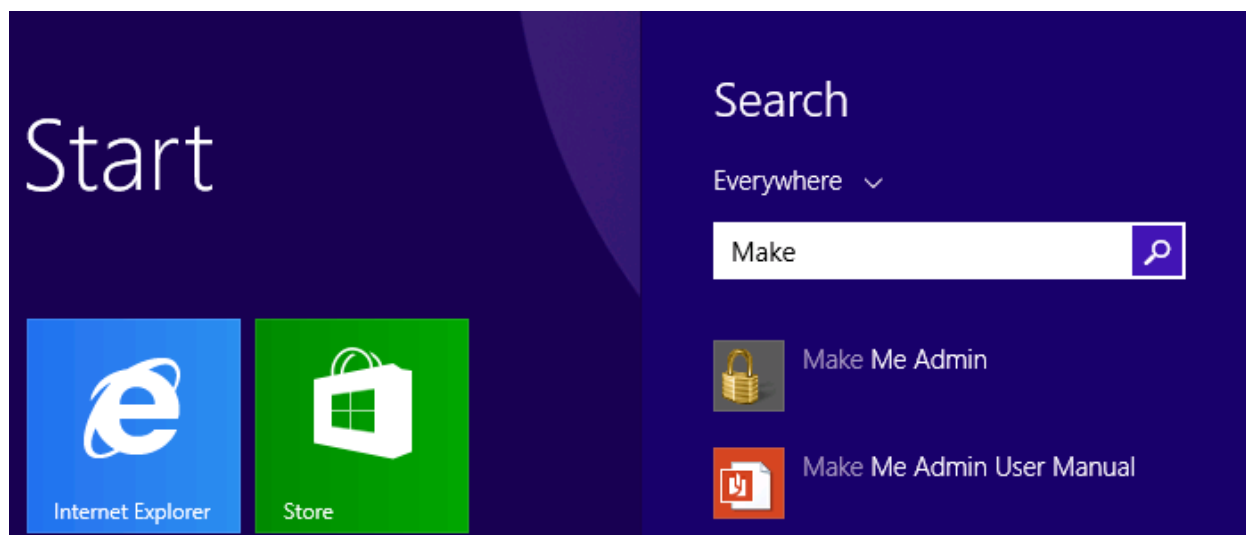 Start
Internet Explorer
Store
Search
Everywhere
Make
Make Me Admin
Make Me Admin User Manual